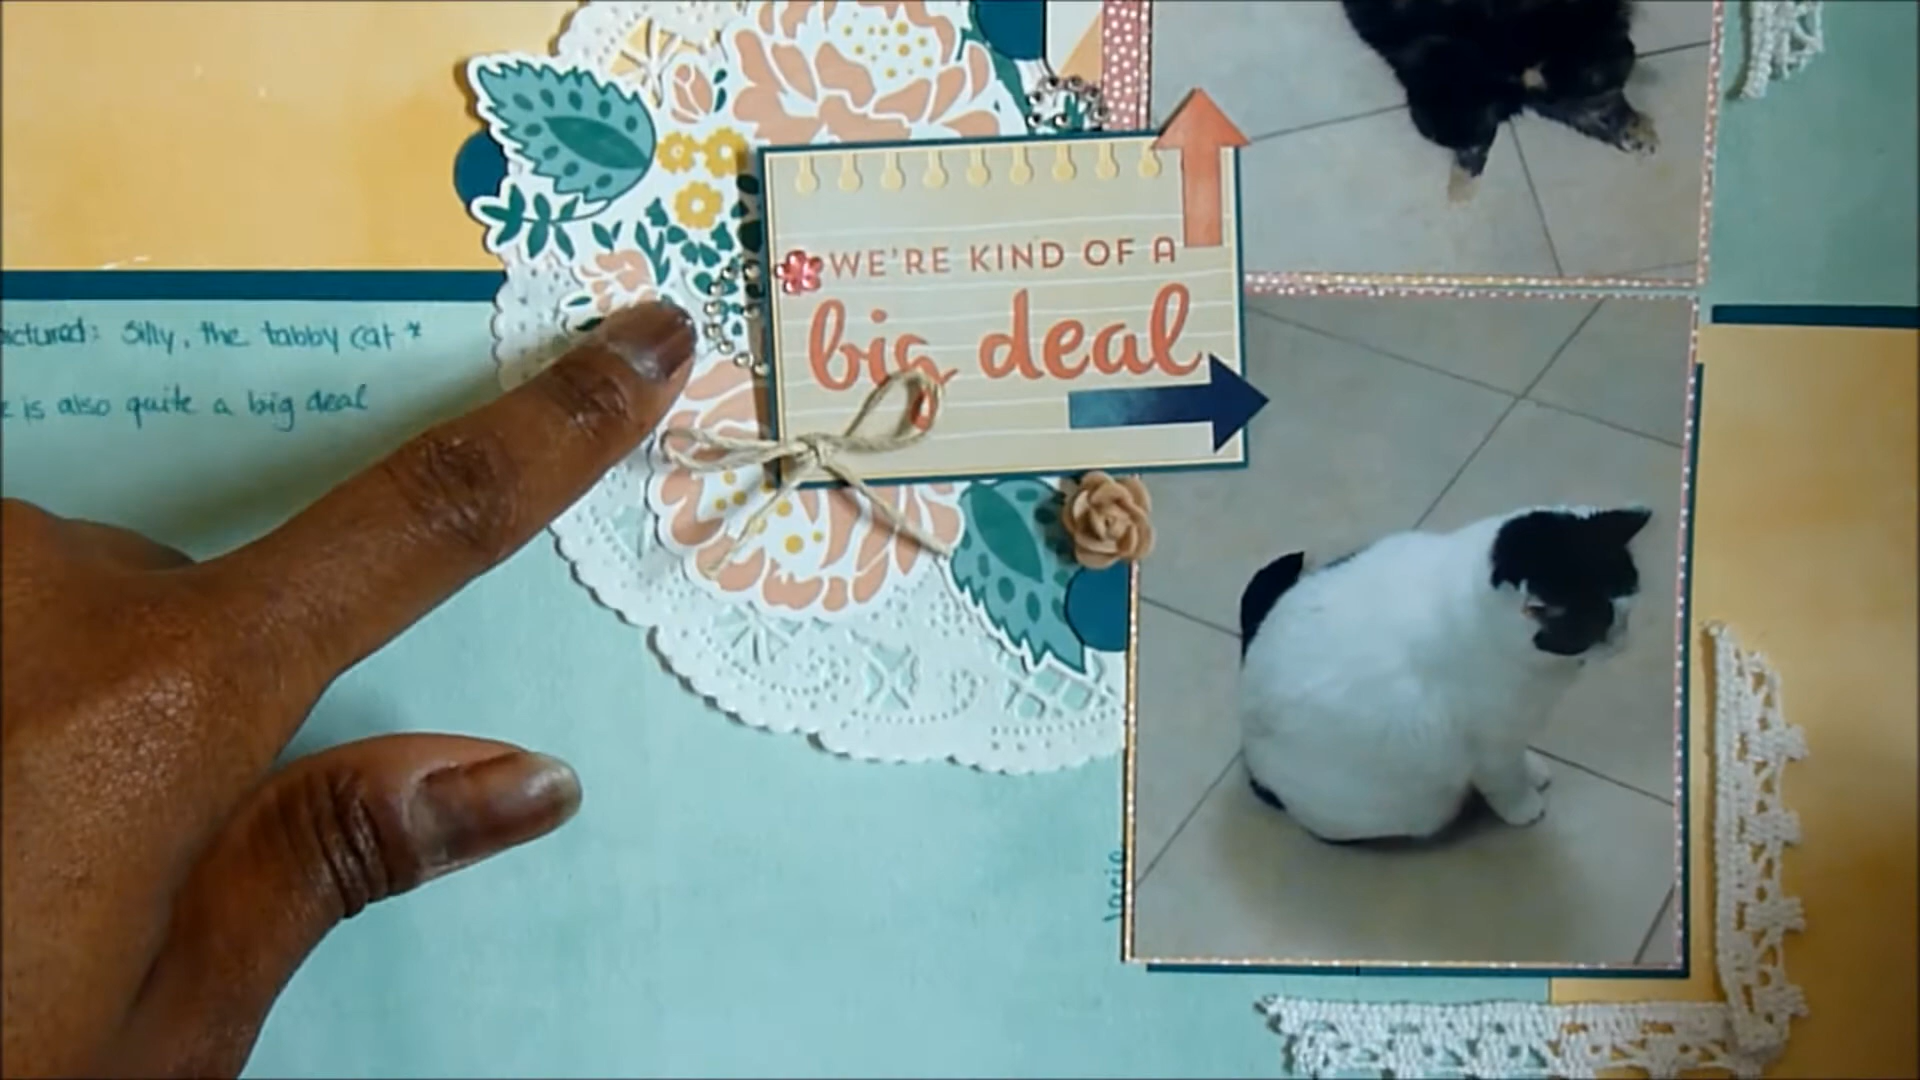 WE'RE KIND OF A
big deal
ictured: Silly, the tabby cat *
is also quite a big deal